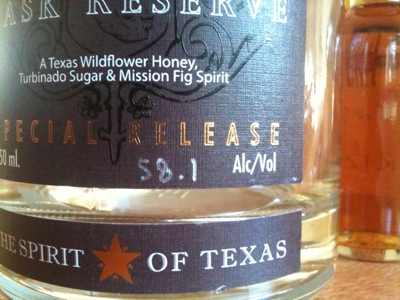 ASK RESERVE
A Texas Wildflower Honey,
Turbinado Sugar & Mission Fig Spirit
PECIAL RELEASE
50 ml. 58.1 Alc/Vol
HE SPIRIT ★ OF TEXAS